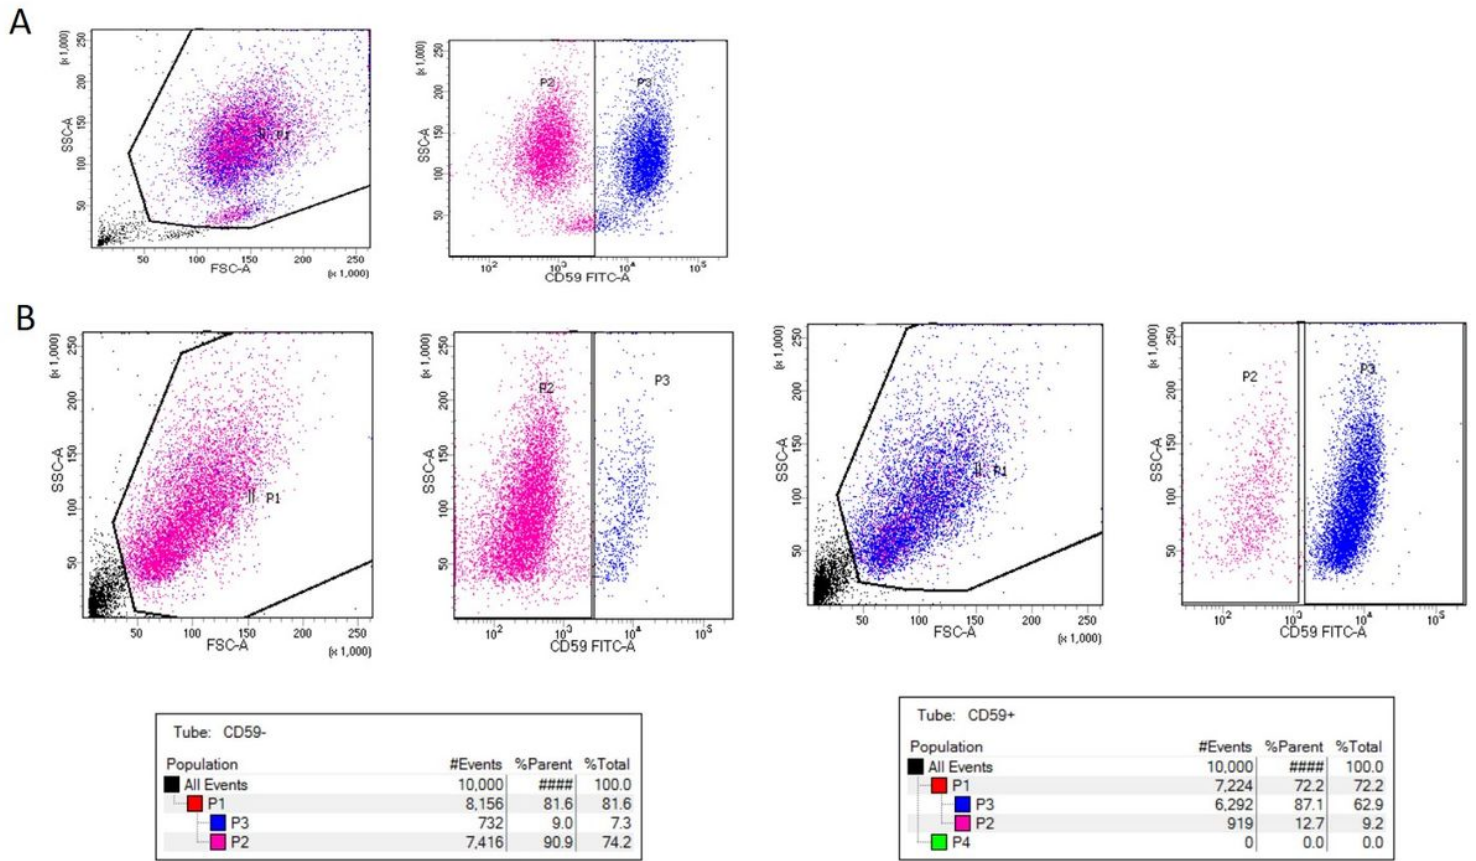 A
(x 1,000)
250
200
150
100
50
SSC-A
P1
50 100 150 200 250
FSC-A
(x 1,000)
(x 1,000)
250
200
150
100
50
SSC-A
P2
P3
10² 10³ 10⁴ 10⁵
CD59 FITC-A
B
(x 1,000)
250
200
150
100
50
SSC-A
P1
50 100 150 200 250
FSC-A
(x 1,000)
(x 1,000)
250
200
150
100
50
SSC-A
P2
P3
10² 10³ 10⁴ 10⁵
CD59 FITC-A
(x 1,000)
250
200
150
100
50
SSC-A
P1
50 100 150 200 250
FSC-A
(x 1,000)
(x 1,000)
250
200
150
100
50
SSC-A
P2
P3
10² 10³ 10⁴ 10⁵
CD59 FITC-A
Tube: CD59-
Population #Events %Parent %Total
All Events 10,000 #### 100.0
P1 8,156 81.6 81.6
P3 732 9.0 7.3
P2 7,416 90.9 74.2
Tube: CD59+
Population #Events %Parent %Total
All Events 10,000 #### 100.0
P1 7,224 72.2 72.2
P3 6,292 87.1 62.9
P2 919 12.7 9.2
P4 0 0.0 0.0